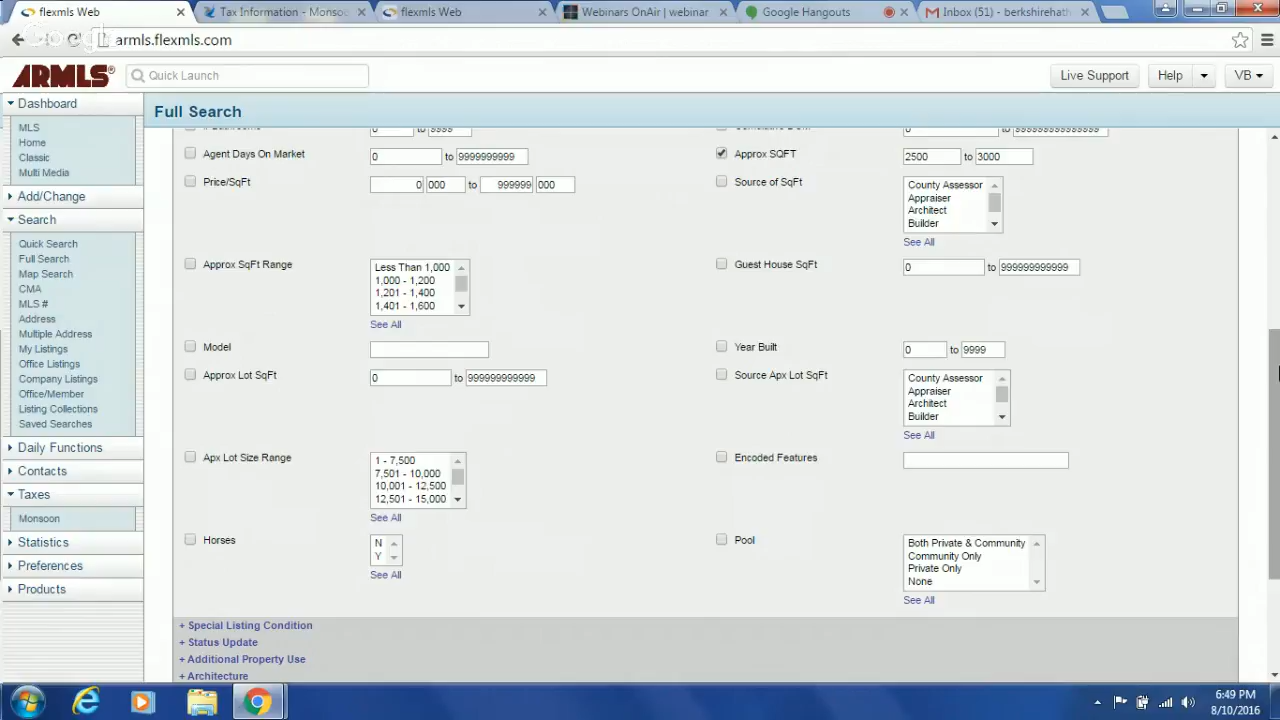 flexmls Web
Tax Information - Monso
flexmls Web
Webinars OnAir | webinar
Google Hangouts
Inbox (51) - berkshirehath
armls.flexmls.com
ARMLS®
Quick Launch
Live Support
Help
VB
Dashboard
MLS
Home
Classic
Multi Media
Add/Change
Search
Quick Search
Full Search
Map Search
CMA
MLS #
Address
Multiple Address
My Listings
Office Listings
Company Listings
Office/Member
Listing Collections
Saved Searches
Daily Functions
Contacts
Taxes
Monsoon
Statistics
Preferences
Products
Full Search
# Bathrooms 0 to 9999
0 to 9999999999999999
Agent Days On Market 0 to 9999999999
Approx SQFT 2500 to 3000
Price/SqFt 0 000 to 999999 000
Source of SqFt
County Assessor
Appraiser
Architect
Builder
See All
Approx SqFt Range
Less Than 1,000
1,000 - 1,200
1,201 - 1,400
1,401 - 1,600
See All
Guest House SqFt 0 to 999999999999
Model
Year Built 0 to 9999
Approx Lot SqFt 0 to 999999999999
Source Apx Lot SqFt
County Assessor
Appraiser
Architect
Builder
See All
Apx Lot Size Range
1 - 7,500
7,501 - 10,000
10,001 - 12,500
12,501 - 15,000
See All
Encoded Features
Horses
N
Y
See All
Pool
Both Private & Community
Community Only
Private Only
None
See All
+ Special Listing Condition
+ Status Update
+ Additional Property Use
+ Architecture
6:49 PM
8/10/2016